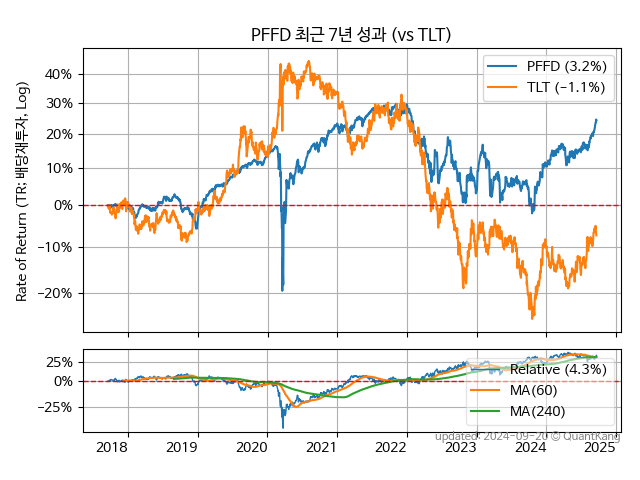 PFFD 최근 7년 성과 (vs TLT)
Rate of Return (TR: 배당재투자, Log)
40%
30%
20%
10%
0%
−10%
−20%
PFFD (3.2%)
TLT (−1.1%)
25%
0%
−25%
Relative (4.3%)
MA(60)
MA(240)
updated: 2024-09-20 © QuantKang
2018 2019 2020 2021 2022 2023 2024 2025